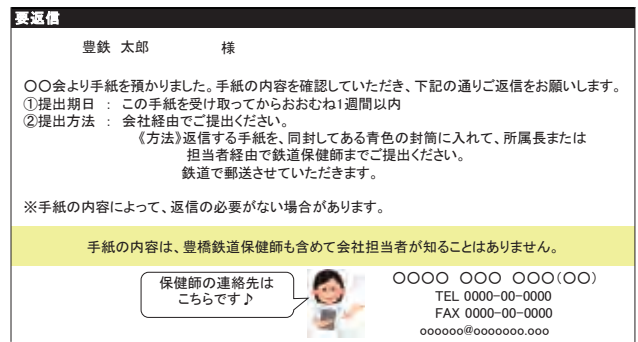 要返信
豊鉄 太郎 様
〇〇会より手紙を預かりました。手紙の内容を確認していただき、下記の通りご返信をお願いします。
①提出期日 : この手紙を受け取ってからおおむね1週間以内
②提出方法 : 会社経由でご提出ください。
《方法》返信する手紙を、同封してある青色の封筒に入れて、所属長または
担当者経由で鉄道保健師までご提出ください。
鉄道で郵送させていただきます。
※手紙の内容によって、返信の必要がない場合があります。
手紙の内容は、豊橋鉄道保健師も含めて会社担当者が知ることはありません。
保健師の連絡先は
こちらです♪
〇〇〇〇 〇〇〇 〇〇〇(〇〇)
TEL 0000-00-0000
FAX 0000-00-0000
oooooo@ooooooo.ooo